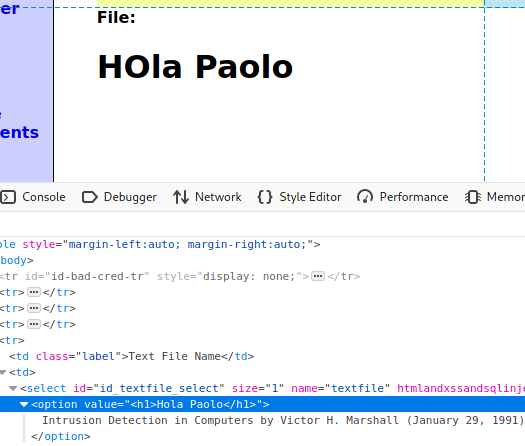 er
File:
HOla Paolo
e
ents
Console
Debugger
Network
Style Editor
Performance
Memor
ole style="margin-left:auto; margin-right:auto;">
body>
<tr id="id-bad-cred-tr" style="display: none;"> ••• </tr>
<tr> ••• </tr>
<tr> ••• </tr>
<tr> ••• </tr>
<tr>
<td class="label">Text File Name</td>
<td>
<select id="id_textfile_select" size="1" name="textfile" htmlandxssandsqlinje
<option value="<h1>Hola Paolo</h1>">
Intrusion Detection in Computers by Victor H. Marshall (January 29, 1991)
</option>